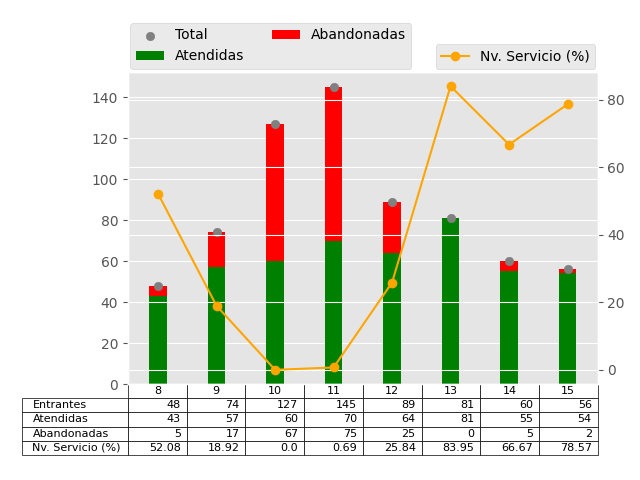 Total Abandonadas
Atendidas
Nv. Servicio (%)
140
120
100
80
60
40
20
0
80
60
40
20
0
8 9 10 11 12 13 14 15
Entrantes 48 74 127 145 89 81 60 56
Atendidas 43 57 60 70 64 81 55 54
Abandonadas 5 17 67 75 25 0 5 2
Nv. Servicio (%) 52.08 18.92 0.0 0.69 25.84 83.95 66.67 78.57